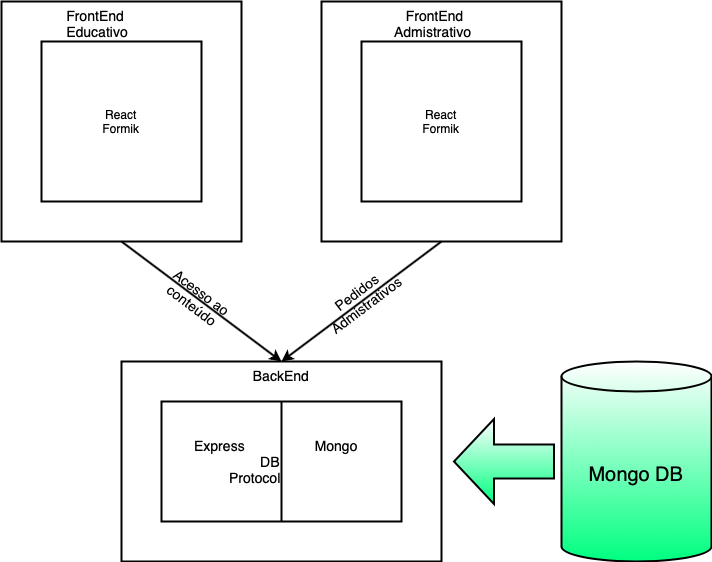 FrontEnd
Educativo
React
Formik
FrontEnd
Admistrativo
React
Formik
Acesso ao
conteúdo
Pedidos
Admistrativos
BackEnd
Express
DB
Protocol
Mongo
Mongo DB